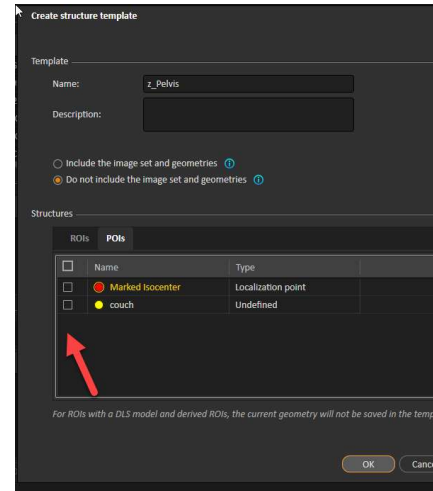 Create structure template
Template
Name: z_Pelvis
Description:
Include the image set and geometries
Do not include the image set and geometries
Structures
ROIs POIs
Name Type
Marked Isocenter Localization point
couch Undefined
For ROIs with a DLS model and derived ROIs, the current geometry will not be saved in the temp
OK Cance